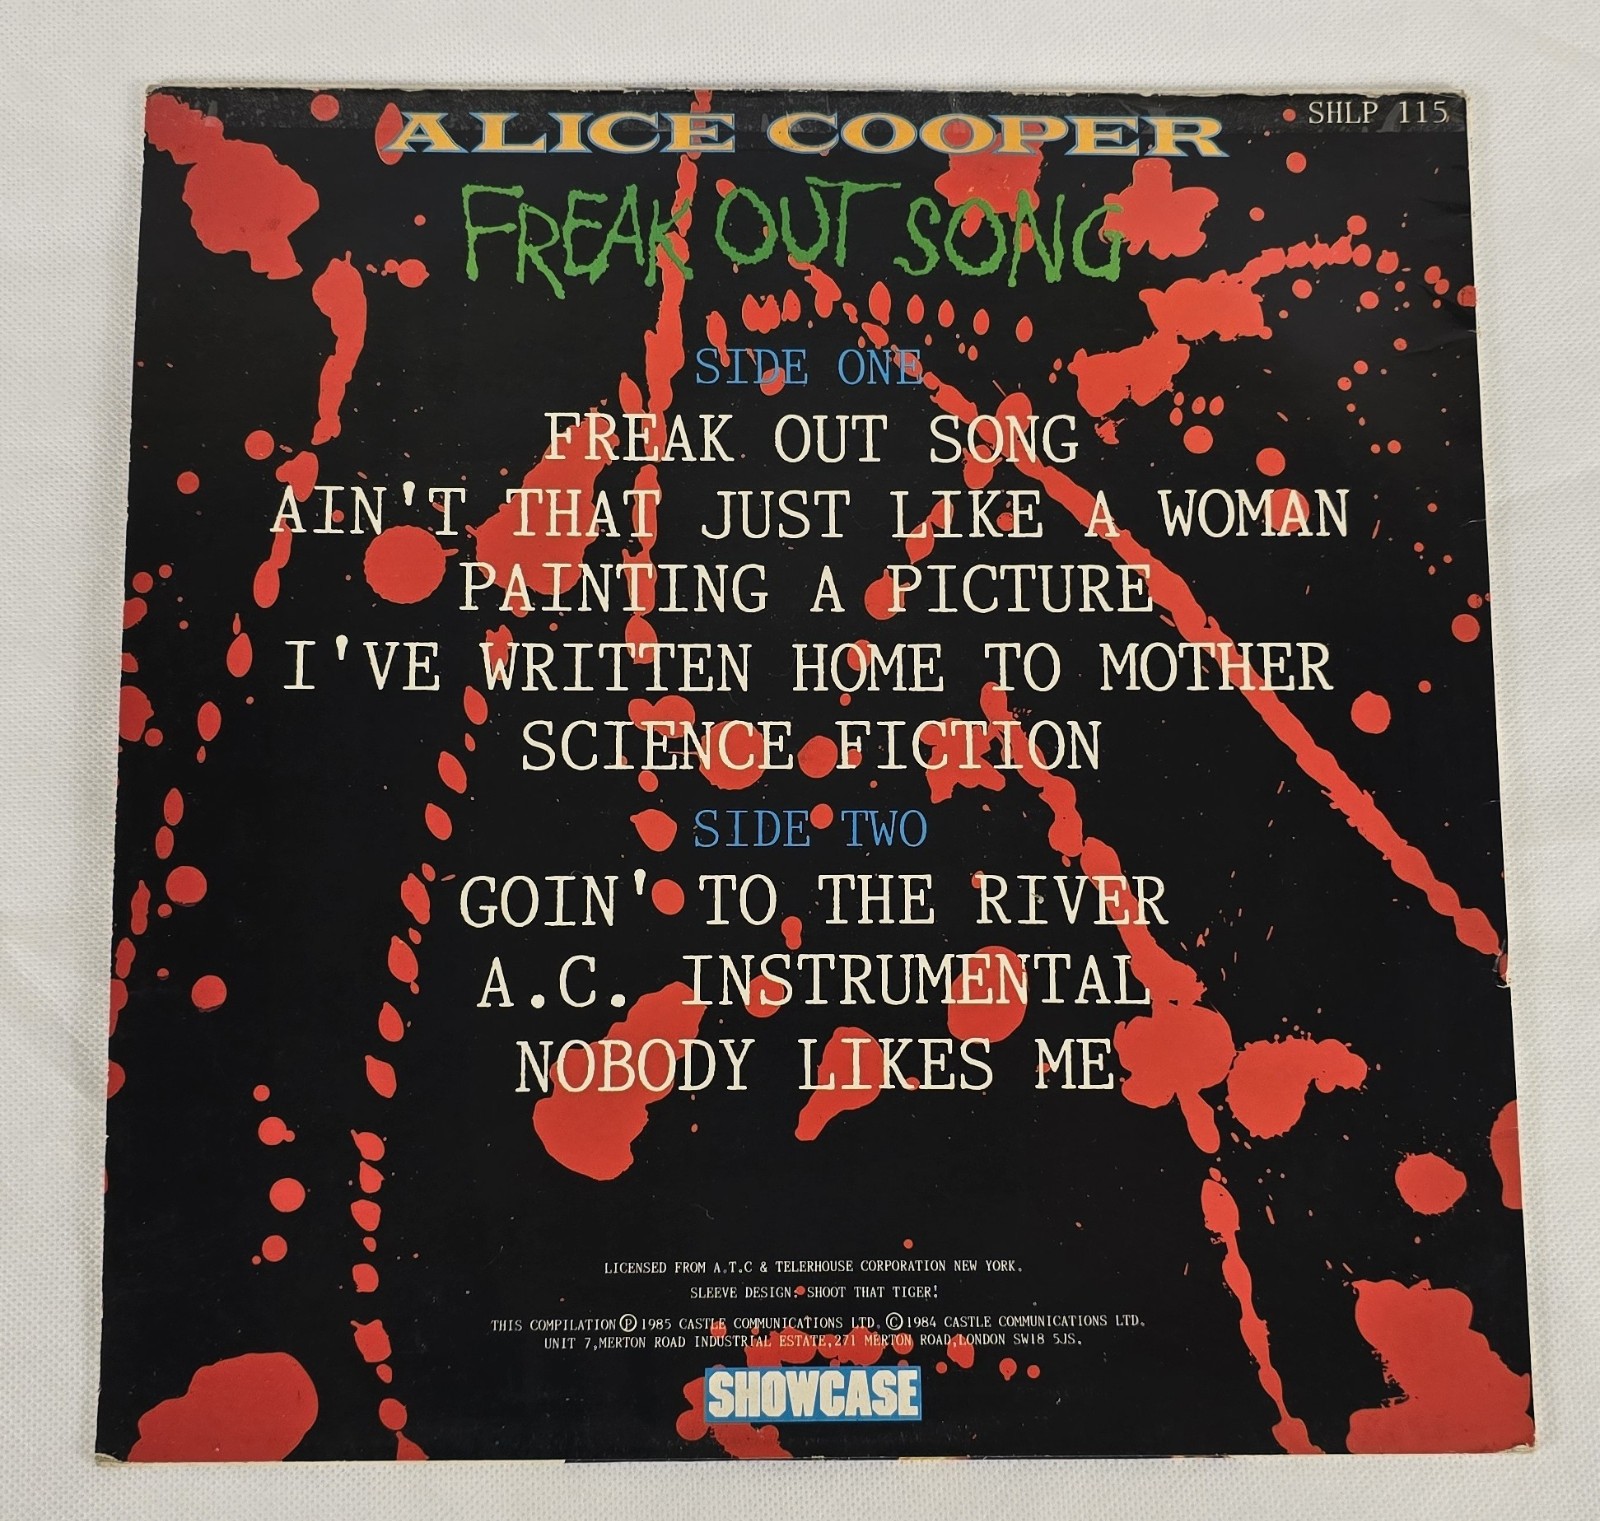 SHLP 115
ALICE COOPER
FREAK OUT SONG
SIDE ONE
FREAK OUT SONG
AIN'T THAT JUST LIKE A WOMAN
PAINTING A PICTURE
I'VE WRITTEN HOME TO MOTHER
SCIENCE FICTION
SIDE TWO
GOIN' TO THE RIVER
A.C. INSTRUMENTAL
NOBODY LIKES ME
LICENSED FROM A.T.C & TELERHOUSE CORPORATION NEW YORK.
SLEEVE DESIGN: SHOOT THAT TIGER!
THIS COMPILATION Ⓟ 1985 CASTLE COMMUNICATIONS LTD. © 1984 CASTLE COMMUNICATIONS LTD.
UNIT 7,MERTON ROAD INDUSTRIAL ESTATE,271 MERTON ROAD,LONDON SW18 5JS.
SHOWCASE